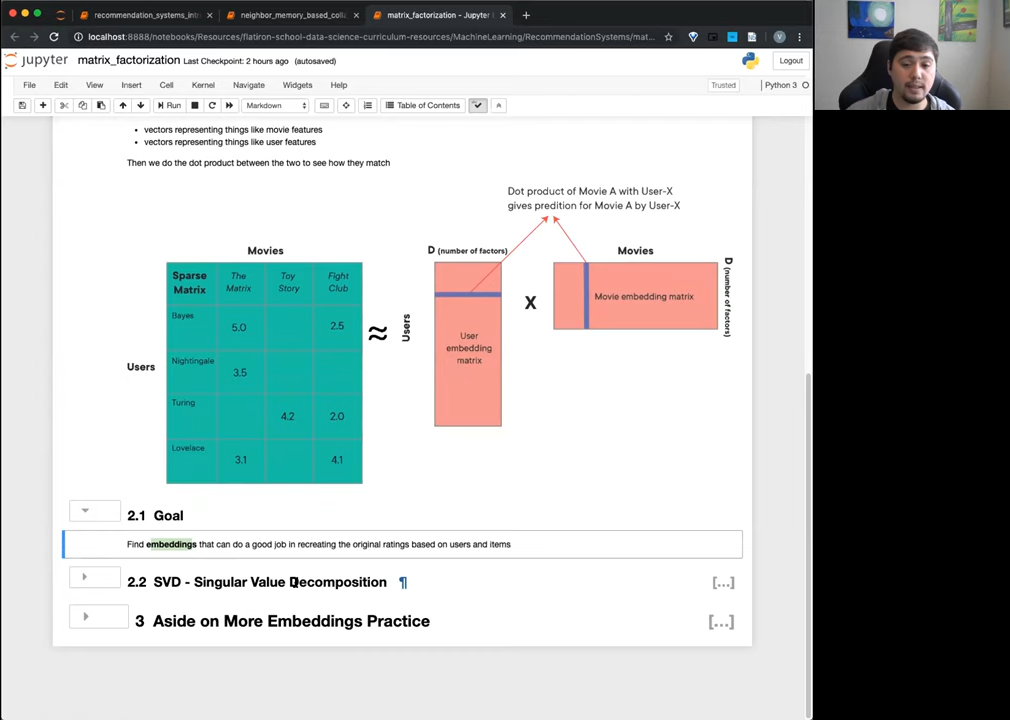 recommendation_systems_int
neighbor_memory_based_colla
matrix_factorization - Jupyter
localhost:8888/notebooks/Resources/flatiron-school-data-science-curriculum-resources/MachineLearning/RecommendationSystems/mat...
jupyter matrix_factorization Last Checkpoint: 2 hours ago (autosaved)
Logout
File Edit View Insert Cell Kernel Navigate Widgets Help
Trusted Python 3
Run Markdown Table of Contents
• vectors representing things like movie features
• vectors representing things like user features
Then we do the dot product between the two to see how they match
Dot product of Movie A with User-X
gives predition for Movie A by User-X
Movies
D (number of factors)
Movies
Sparse Matrix The Matrix Toy Story Fight Club
Bayes 5.0 2.5
Nightingale 3.5
Turing 4.2 2.0
Lovelace 3.1 4.1
Users
≈
Users
User
embedding
matrix
X
Movie embedding matrix
D (number of factors)
2.1 Goal
Find embeddings that can do a good job in recreating the original ratings based on users and items
2.2 SVD - Singular Value Decomposition ¶
[...]
3 Aside on More Embeddings Practice
[...]